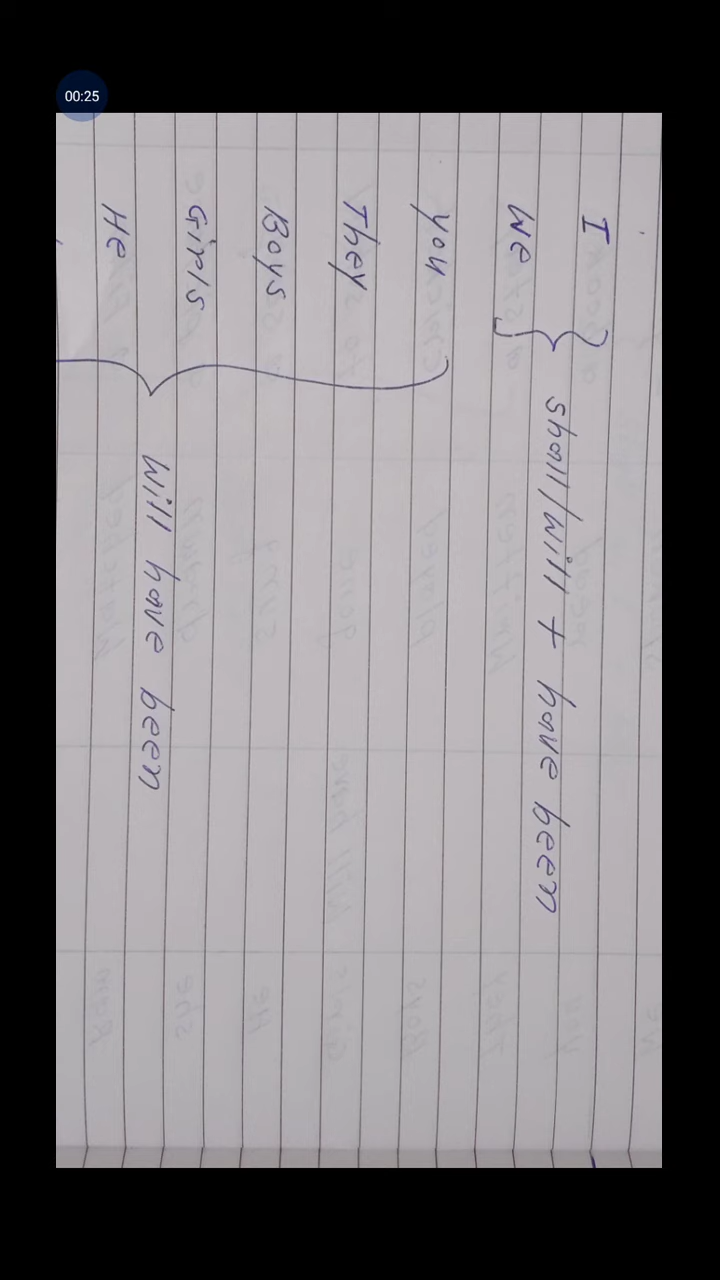 00:25
I
We
shall/will + have been
you
They
Boys
Girls
He
Will have been